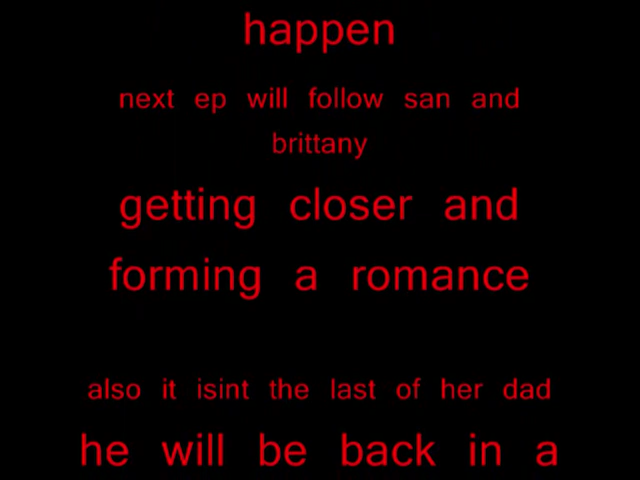 happen
next ep will follow san and
brittany
getting closer and
forming a romance
also it isint the last of her dad
he will be back in a